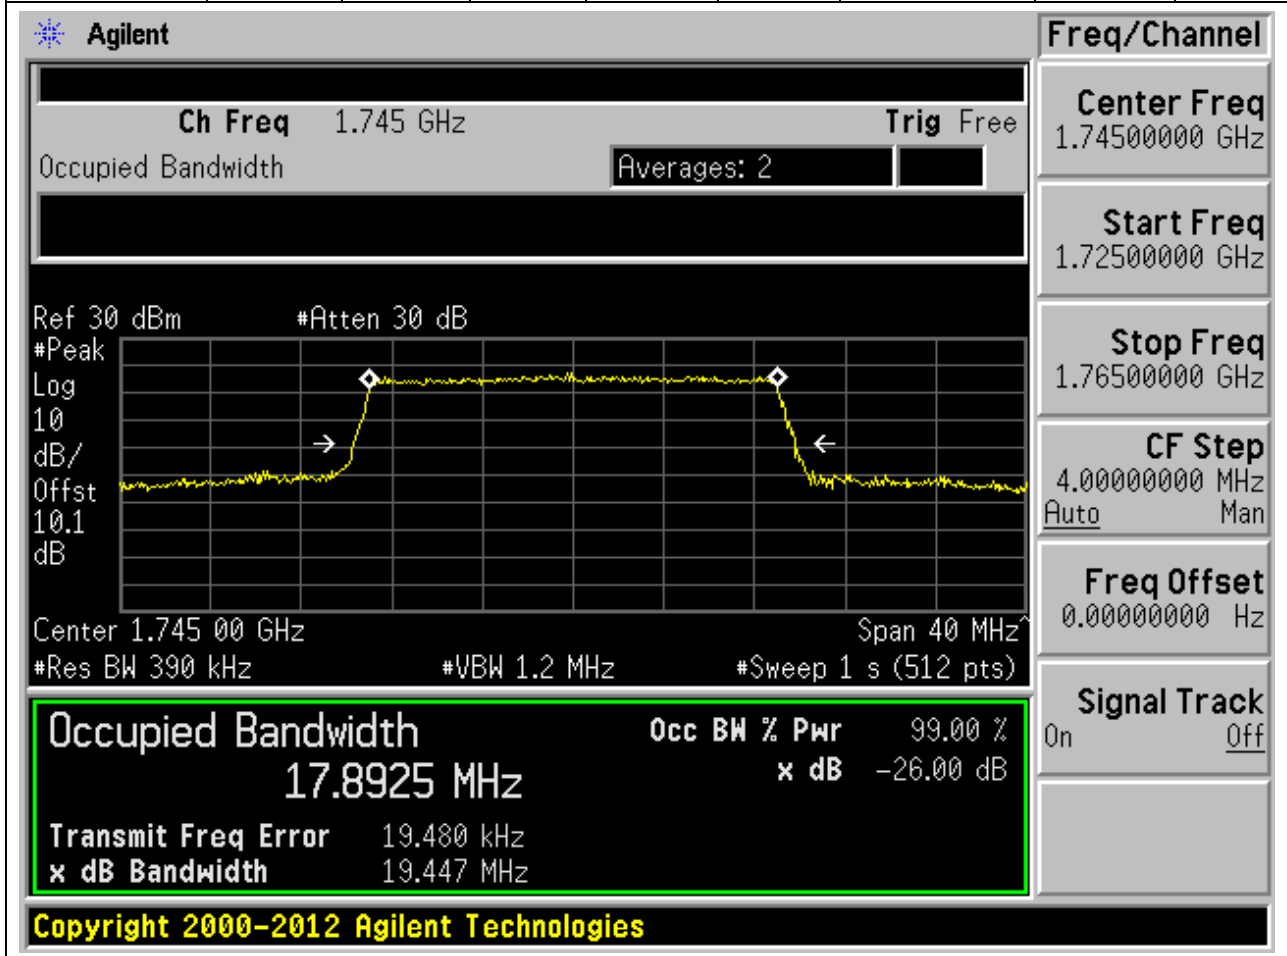 Agilent
Freq/Channel
Ch Freq 1.745 GHz Trig Free
Occupied Bandwidth Averages: 2
Center Freq
1.74500000 GHz
Start Freq
1.72500000 GHz
Stop Freq
1.76500000 GHz
CF Step
4.00000000 MHz
Auto Man
Freq Offset
0.00000000 Hz
Signal Track
On Off
Ref 30 dBm #Atten 30 dB
#Peak
Log
10
dB/
Offst
10.1
dB
Center 1.745 00 GHz Span 40 MHz^
#Res BW 390 kHz #VBW 1.2 MHz #Sweep 1 s (512 pts)
Occupied Bandwidth
17.8925 MHz
Occ BW % Pwr 99.00 %
x dB -26.00 dB
Transmit Freq Error 19.480 kHz
x dB Bandwidth 19.447 MHz
Copyright 2000-2012 Agilent Technologies